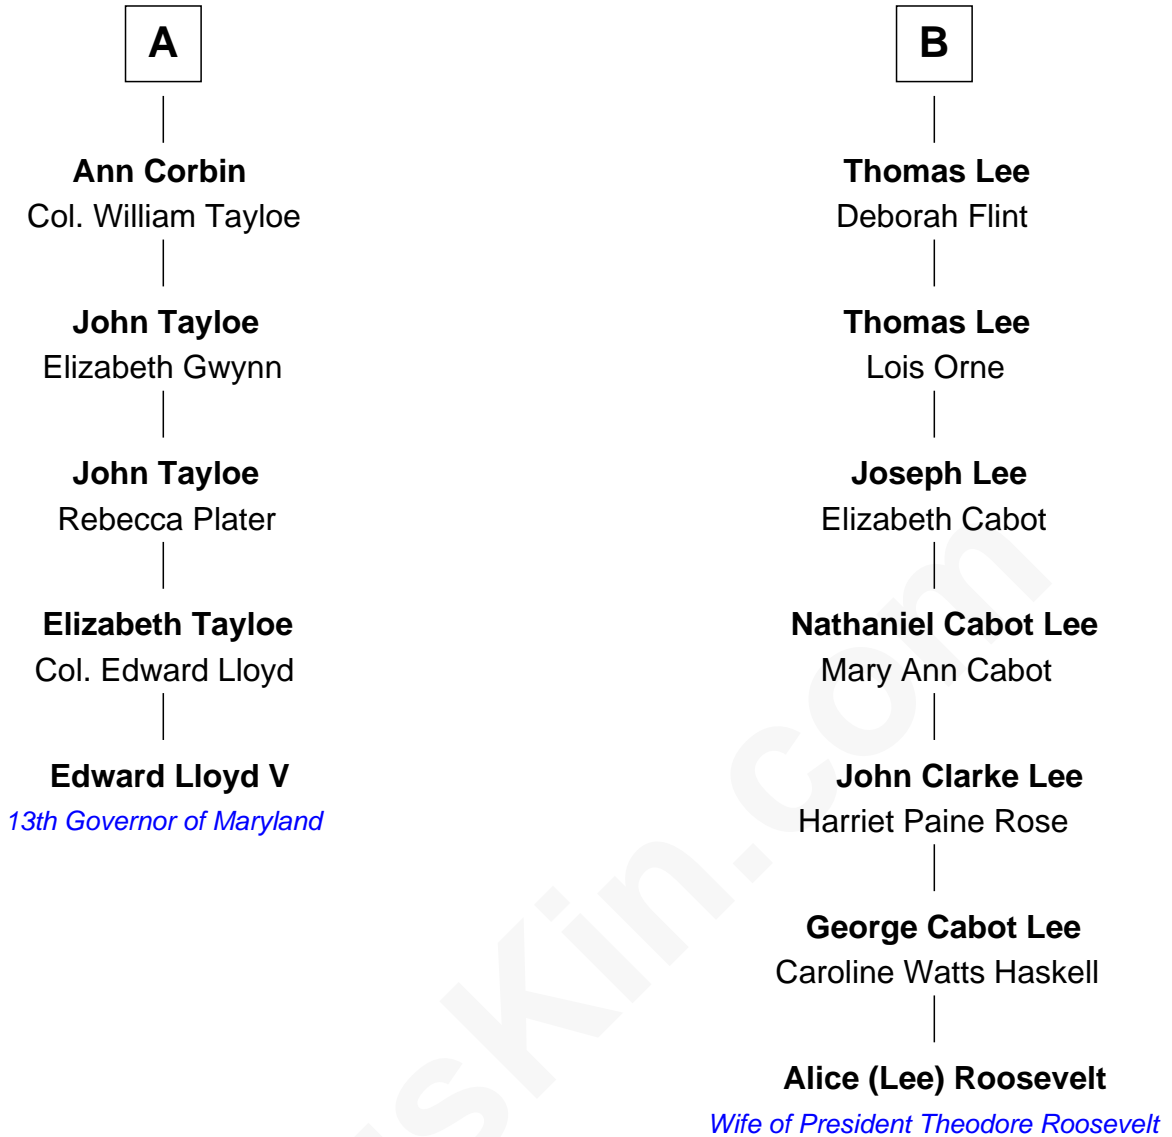 A
Ann Corbin
Col. William Tayloe
John Tayloe
Elizabeth Gwynn
John Tayloe
Rebecca Plater
Elizabeth Tayloe
Col. Edward Lloyd
Edward Lloyd V
13th Governor of Maryland
B
Thomas Lee
Deborah Flint
Thomas Lee
Lois Orne
Joseph Lee
Elizabeth Cabot
Nathaniel Cabot Lee
Mary Ann Cabot
John Clarke Lee
Harriet Paine Rose
George Cabot Lee
Caroline Watts Haskell
Alice (Lee) Roosevelt
Wife of President Theodore Roosevelt
sKin.com